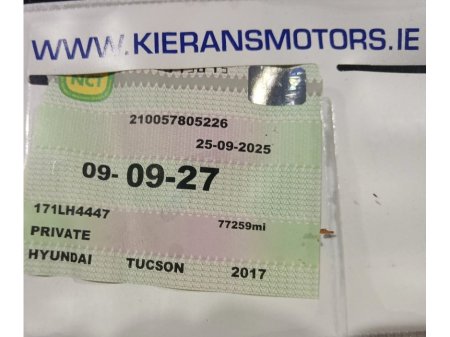 WWW.KIERANSMOTORS.IE
NCT
210057805226
25-09-2025
09- 09-27
171LH4447
77259mi
PRIVATE
HYUNDAI TUCSON 2017